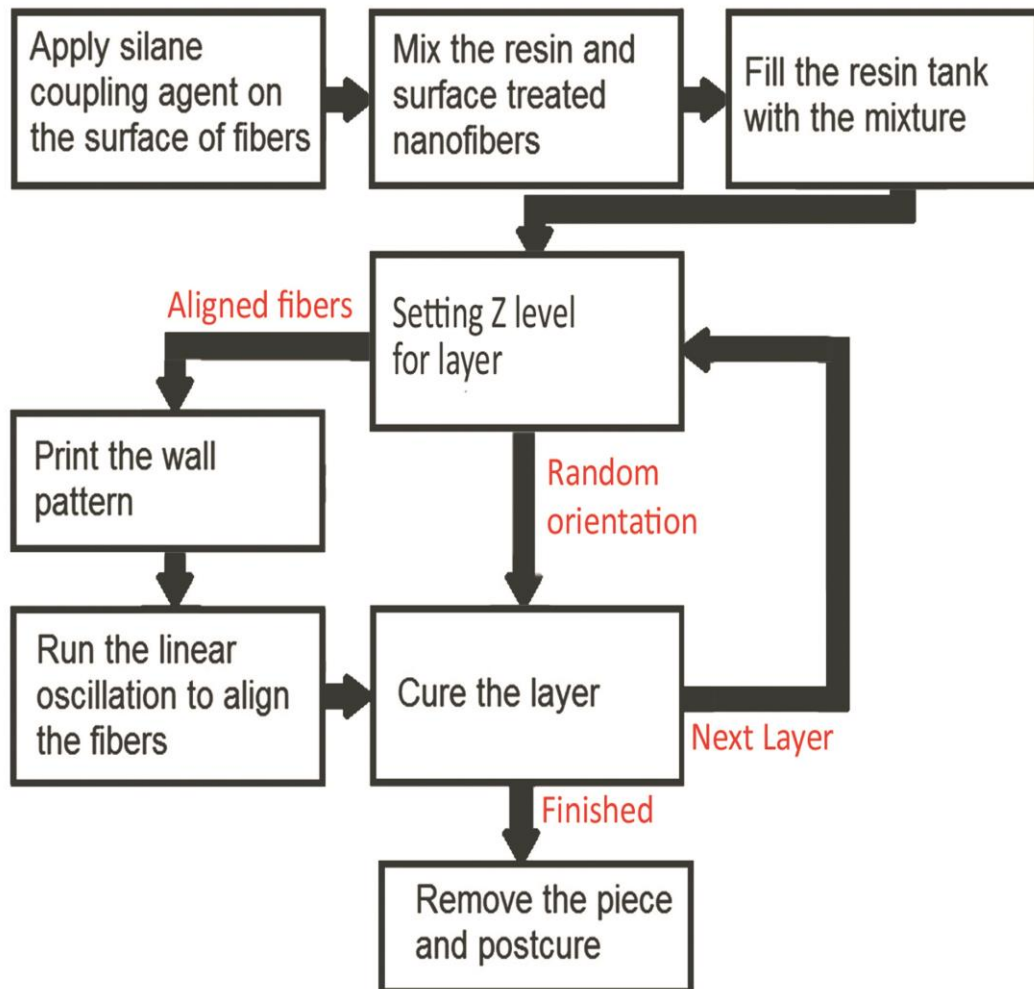 Apply silane
coupling agent on
the surface of fibers
Mix the resin and
surface treated
nanofibers
Fill the resin tank
with the mixture
Setting Z level
for layer
Aligned fibers
Print the wall
pattern
Random
orientation
Run the linear
oscillation to align
the fibers
Cure the layer
Next Layer
Finished
Remove the piece
and postcure